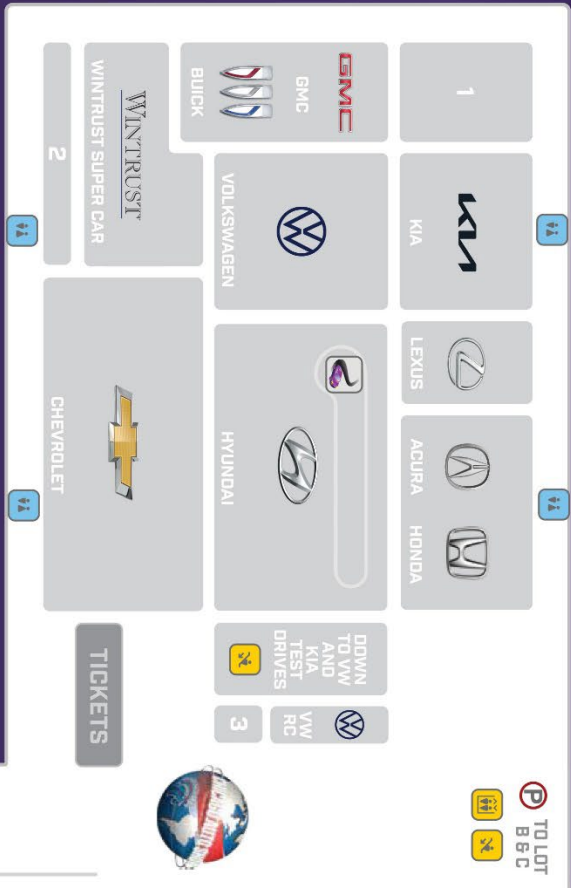 1
KIA
KIA
LEXUS
ACURA
HONDA
P TO LOT
B & C
GMC
GMC
BUICK
VOLKSWAGEN
HYUNDAI
DOWN
TO VW
AND
KIA
TEST
DRIVES
VW
RC
3
WINTRUST
WINTRUST SUPER CAR
2
CHEVROLET
TICKETS